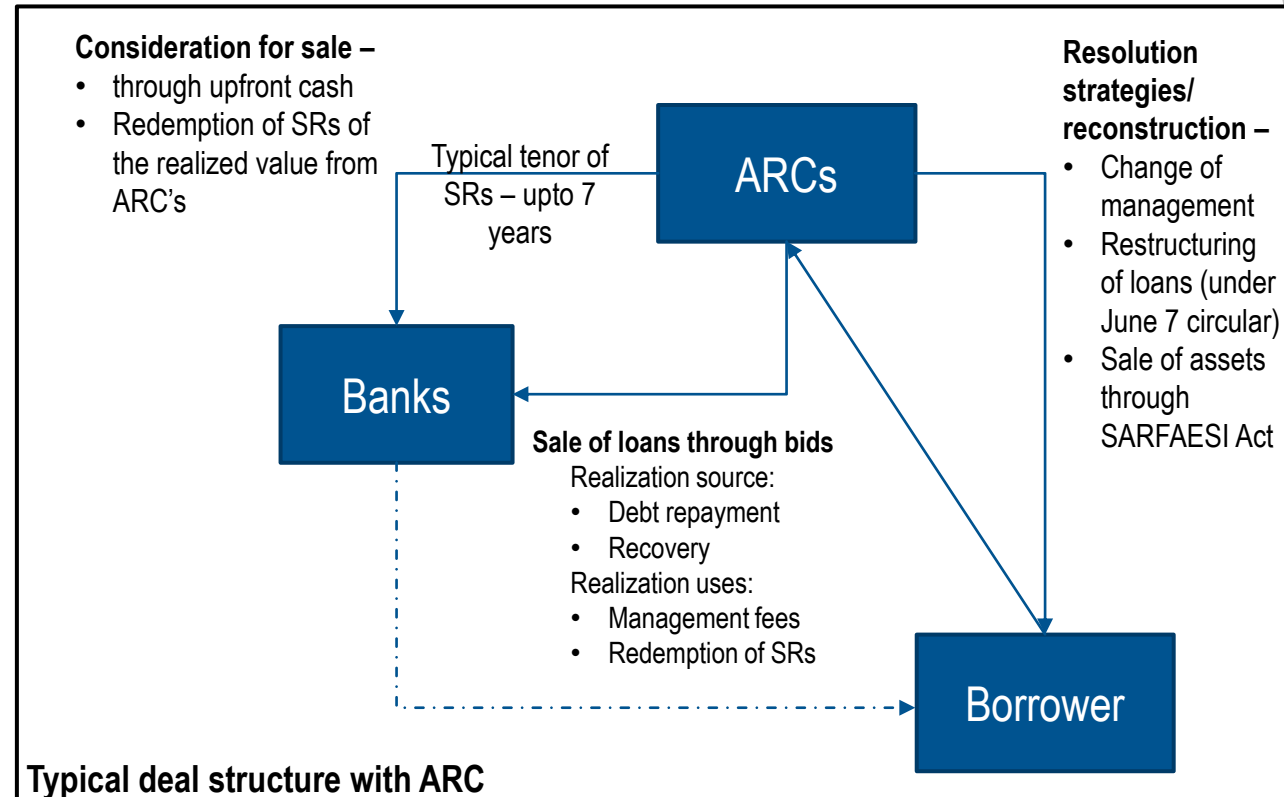 Consideration for sale –
• through upfront cash
• Redemption of SRs of
the realized value from
ARC's
Typical tenor of
SRs – upto 7
years
ARCs
Resolution
strategies/
reconstruction –
• Change of
management
• Restructuring
of loans (under
June 7 circular)
• Sale of assets
through
SARFAESI Act
Banks
Sale of loans through bids
Realization source:
• Debt repayment
• Recovery
Realization uses:
• Management fees
• Redemption of SRs
Borrower
Typical deal structure with ARC